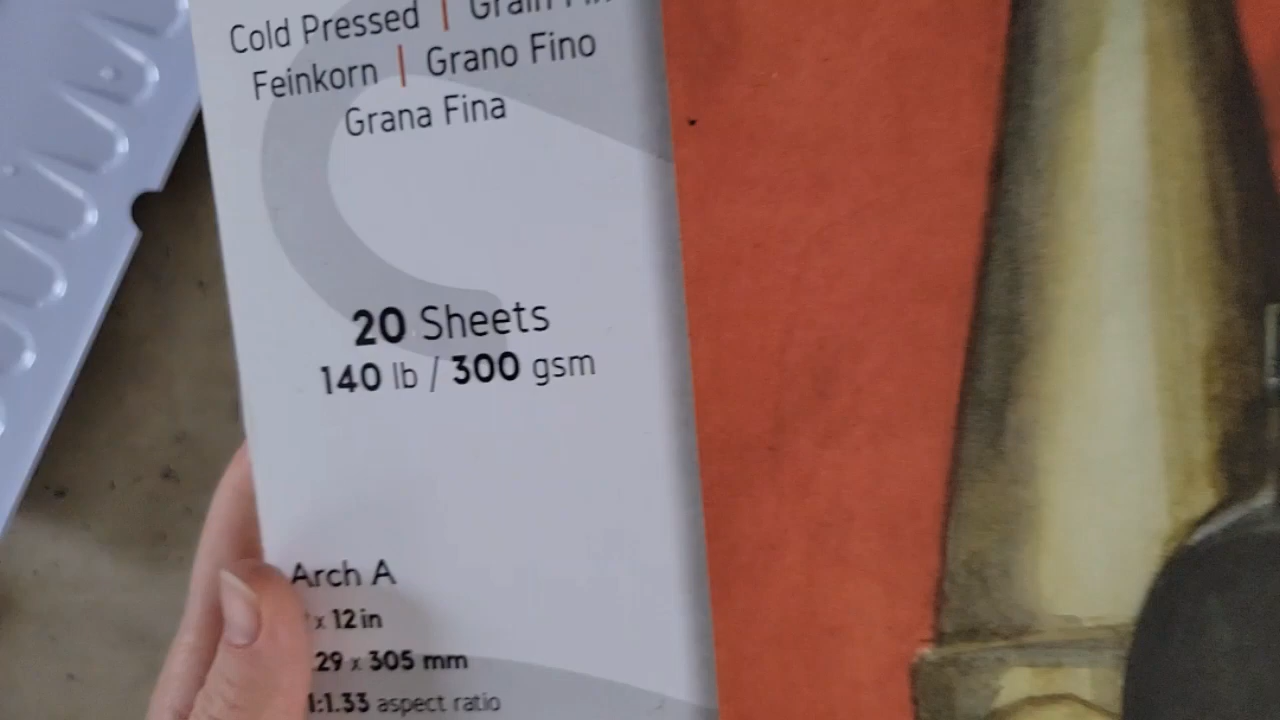 Cold Pressed | Grain Fin
Feinkorn | Grano Fino
Grana Fina
20 Sheets
140 lb / 300 gsm
Arch A
x 12 in
29 x 305 mm
1:1.33 aspect ratio